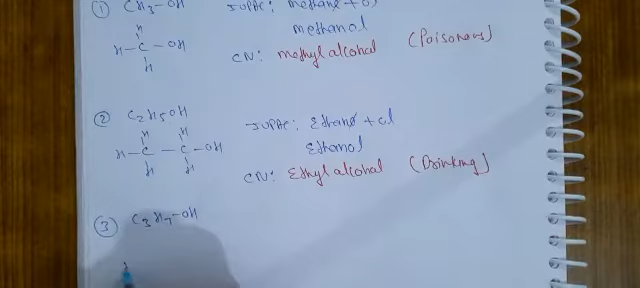 ① CH3-OH IUPAC: methane + ol
methanol
H
H-C-OH
H
CN: methyl alcohol (Poisonous)
② C2H5OH IUPAC: Ethane + ol
H H
H-C-C-OH Ethanol
H H
CN: Ethyl alcohol (Drinking)
③ C3H7-OH